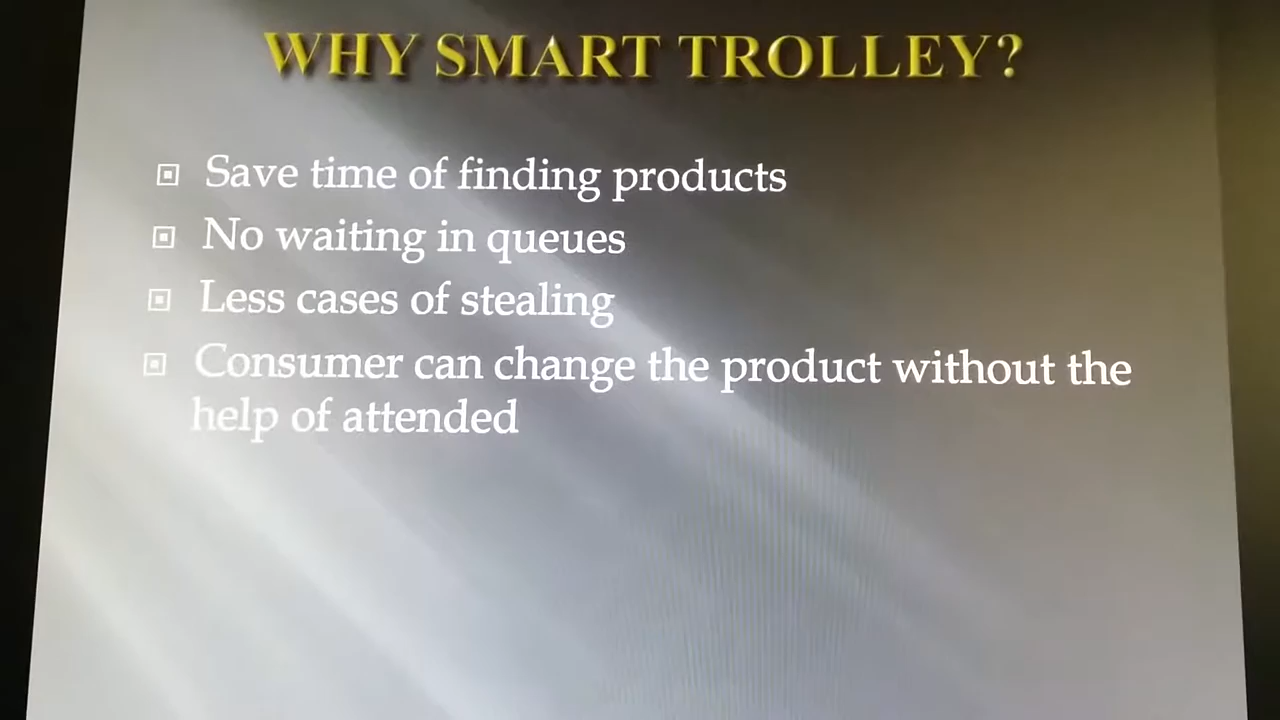 WHY SMART TROLLEY?
Save time of finding products
No waiting in queues
Less cases of stealing
Consumer can change the product without the
help of attended